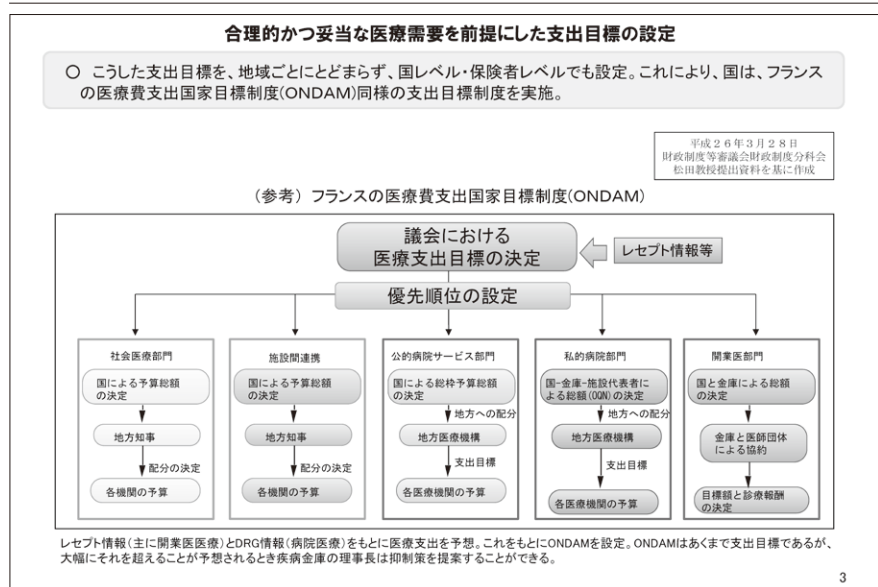 合理的かつ妥当な医療需要を前提にした支出目標の設定
○ こうした支出目標を、地域ごとにとどまらず、国レベル・保険者レベルでも設定。これにより、国は、フランス
の医療費支出国家目標制度(ONDAM)同様の支出目標制度を実施。
平成26年3月28日
財政制度等審議会財政制度分科会
松田教授提出資料を基に作成
(参考) フランスの医療費支出国家目標制度(ONDAM)
議会における
医療支出目標の決定
レセプト情報等
優先順位の設定
社会医療部門
国による予算総額
の決定
地方知事
配分の決定
各機関の予算
施設間連携
国による予算総額
の決定
地方知事
配分の決定
各機関の予算
公的病院サービス部門
国による総枠予算総額
の決定
地方への配分
地方医療機構
支出目標
各医療機関の予算
私的病院部門
国-金庫-施設代表者に
よる総額(OQN)の決定
地方への配分
地方医療機構
支出目標
各医療機関の予算
開業医部門
国と金庫による総額
の決定
金庫と医師団体
による協約
目標額と診療報酬
の決定
レセプト情報(主に開業医医療)とDRG情報(病院医療)をもとに医療支出を予想。これをもとにONDAMを設定。ONDAMはあくまで支出目標であるが、
大幅にそれを超えることが予想されるとき疾病金庫の理事長は抑制策を提案することができる。
3